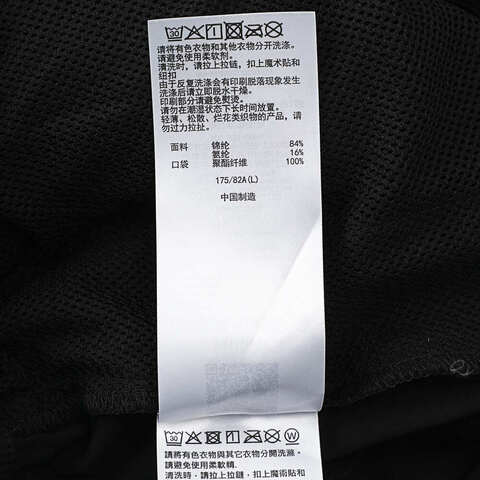 30
请将有色衣物和其他衣物分开洗涤。
请避免使用柔软剂。
清洗时，请拉上拉链，扣上魔术贴和
纽扣
由于反复洗涤会有印刷脱落现象发生
洗涤后请立即脱水干燥。
印刷部分请避免熨烫。
请勿在潮湿状态下长时间放置。
轻薄、松散、烂花类织物的产品，请
勿过力拉扯。
面料 锦纶 84%
氨纶 16%
口袋 聚酯纤维 100%
175/82A(L)
中国制造
30 W
請將有色衣物與其它衣物分開洗滌。
請避免使用柔軟精。
清洗時，請拉上拉鏈，扣上魔術貼和